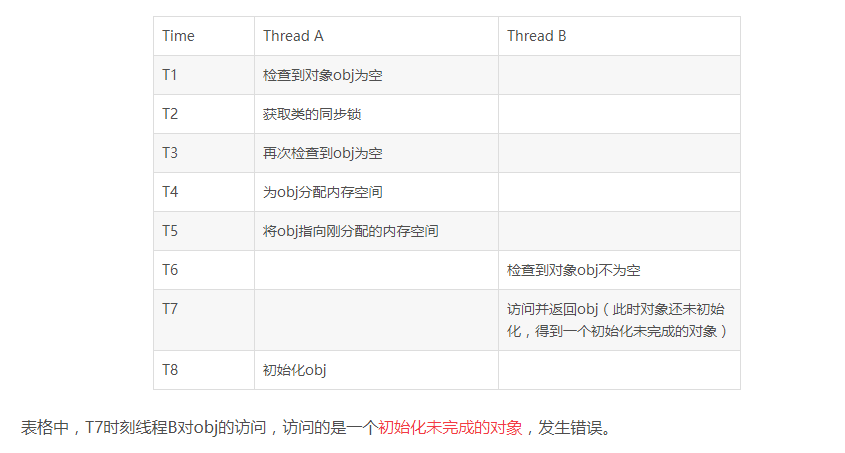 Time Thread A Thread B
T1 检查到对象obj为空
T2 获取类的同步锁
T3 再次检查到obj为空
T4 为obj分配内存空间
T5 将obj指向刚分配的内存空间
T6 检查到对象obj不为空
T7 访问并返回obj（此时对象还未初始
化，得到一个初始化未完成的对象）
T8 初始化obj
表格中，T7时刻线程B对obj的访问，访问的是一个初始化未完成的对象，发生错误。